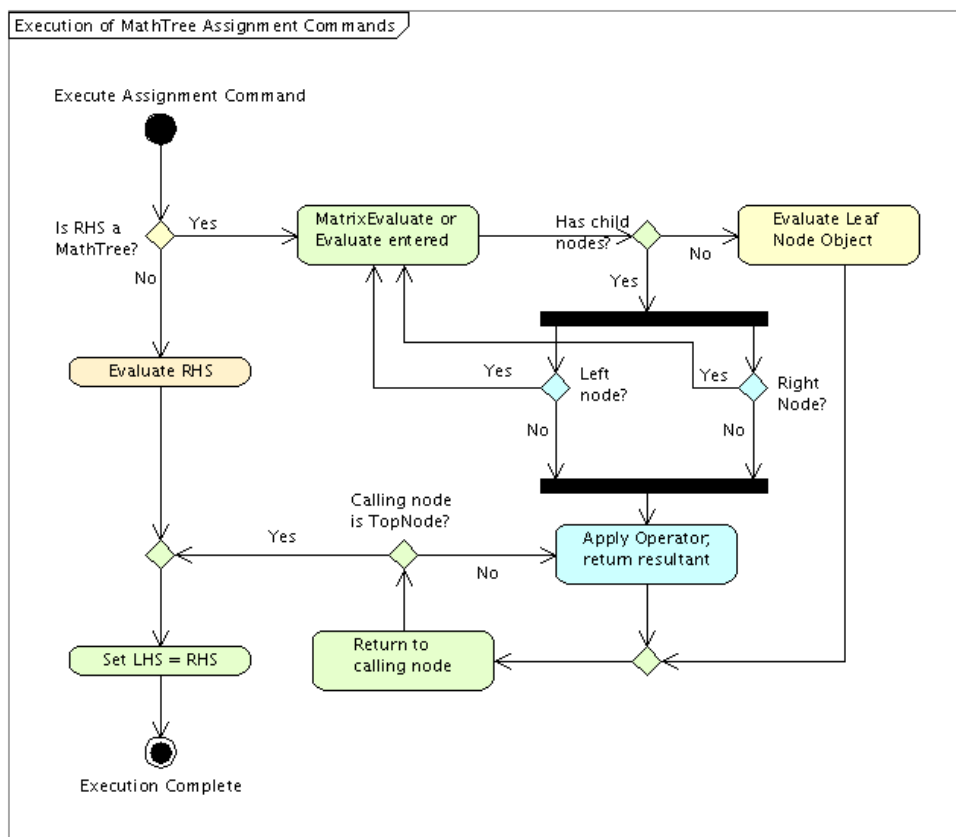 Execution of MathTree Assignment Commands
Execute Assignment Command
Is RHS a
MathTree?
Yes
No
MatrixEvaluate or
Evaluate entered
Has child
nodes?
No
Yes
Evaluate Leaf
Node Object
Evaluate RHS
Yes
Left
node?
No
Yes
Right
Node?
No
Calling node
is TopNode?
Yes
No
Apply Operator;
return resultant
Return to
calling node
Set LHS = RHS
Execution Complete